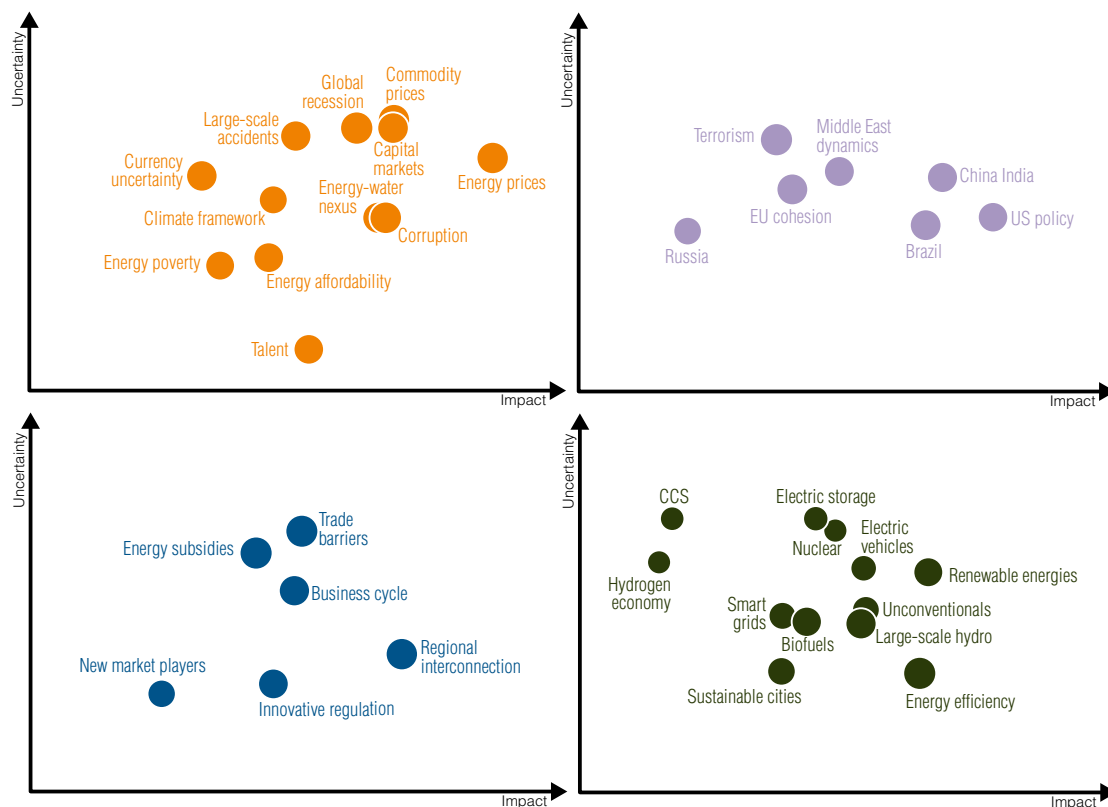 Uncertainty
Commodity
prices
Global
recession
Large-scale
accidents
Capital
markets
Currency
uncertainty
Energy prices
Energy-water
nexus
Climate framework
Corruption
Energy poverty
Energy affordability
Talent
Impact
Uncertainty
Terrorism
Middle East
dynamics
China India
EU cohesion
US policy
Brazil
Russia
Impact
Uncertainty
Trade
barriers
Energy subsidies
Business cycle
Regional
interconnection
New market players
Innovative regulation
Impact
Uncertainty
CCS
Electric storage
Nuclear
Electric
vehicles
Hydrogen
economy
Renewable energies
Smart
grids
Unconventionals
Biofuels
Large-scale hydro
Sustainable cities
Energy efficiency
Impact